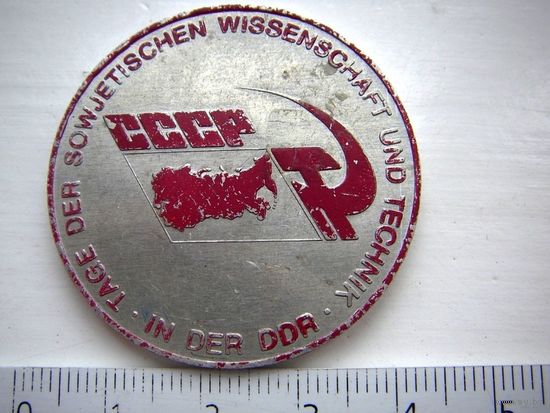 · TAGE DER SOWJETISCHEN WISSENSCHAFT UND TECHNIK ·
IN DER DDR
СССР
0 1 2 3 4 5